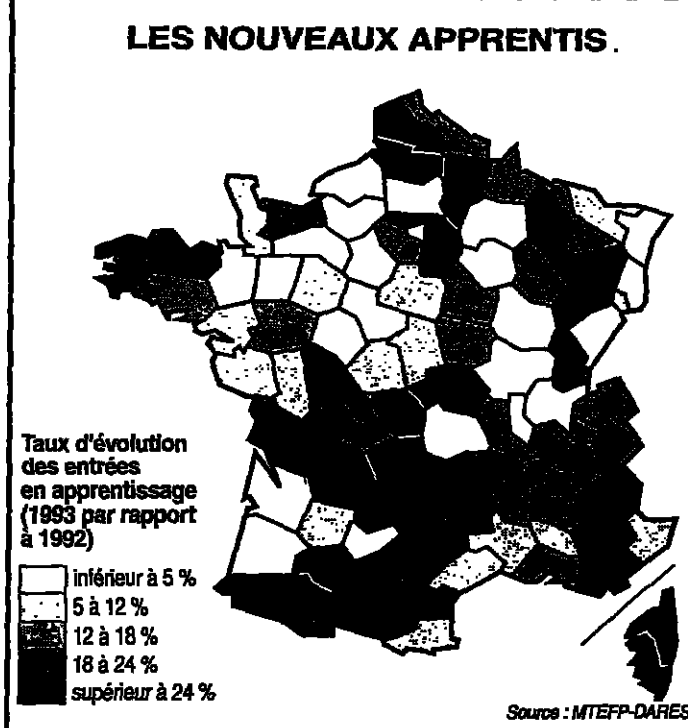 LES NOUVEAUX APPRENTIS.
Taux d'évolution
des entrées
en apprentissage
(1993 par rapport
à 1992)
inférieur à 5 %
5 à 12 %
12 à 18 %
18 à 24 %
supérieur à 24 %
Source : MTEFP-DARES